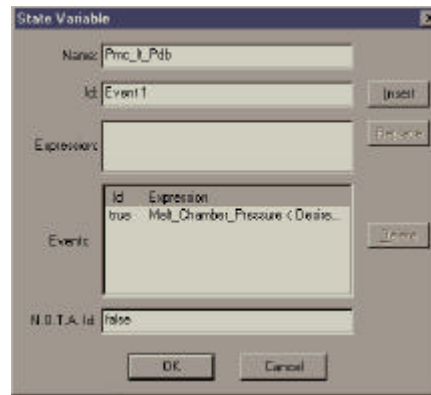 State Variable
Name: Pmc_lt_Pdb
Id: Event 1
Insert
Replace
Expression:
Id Expression
true Melt_Chamber_Pressure < Desire...
Events:
Delete
N.O.T.A. Id: false
OK
Cancel